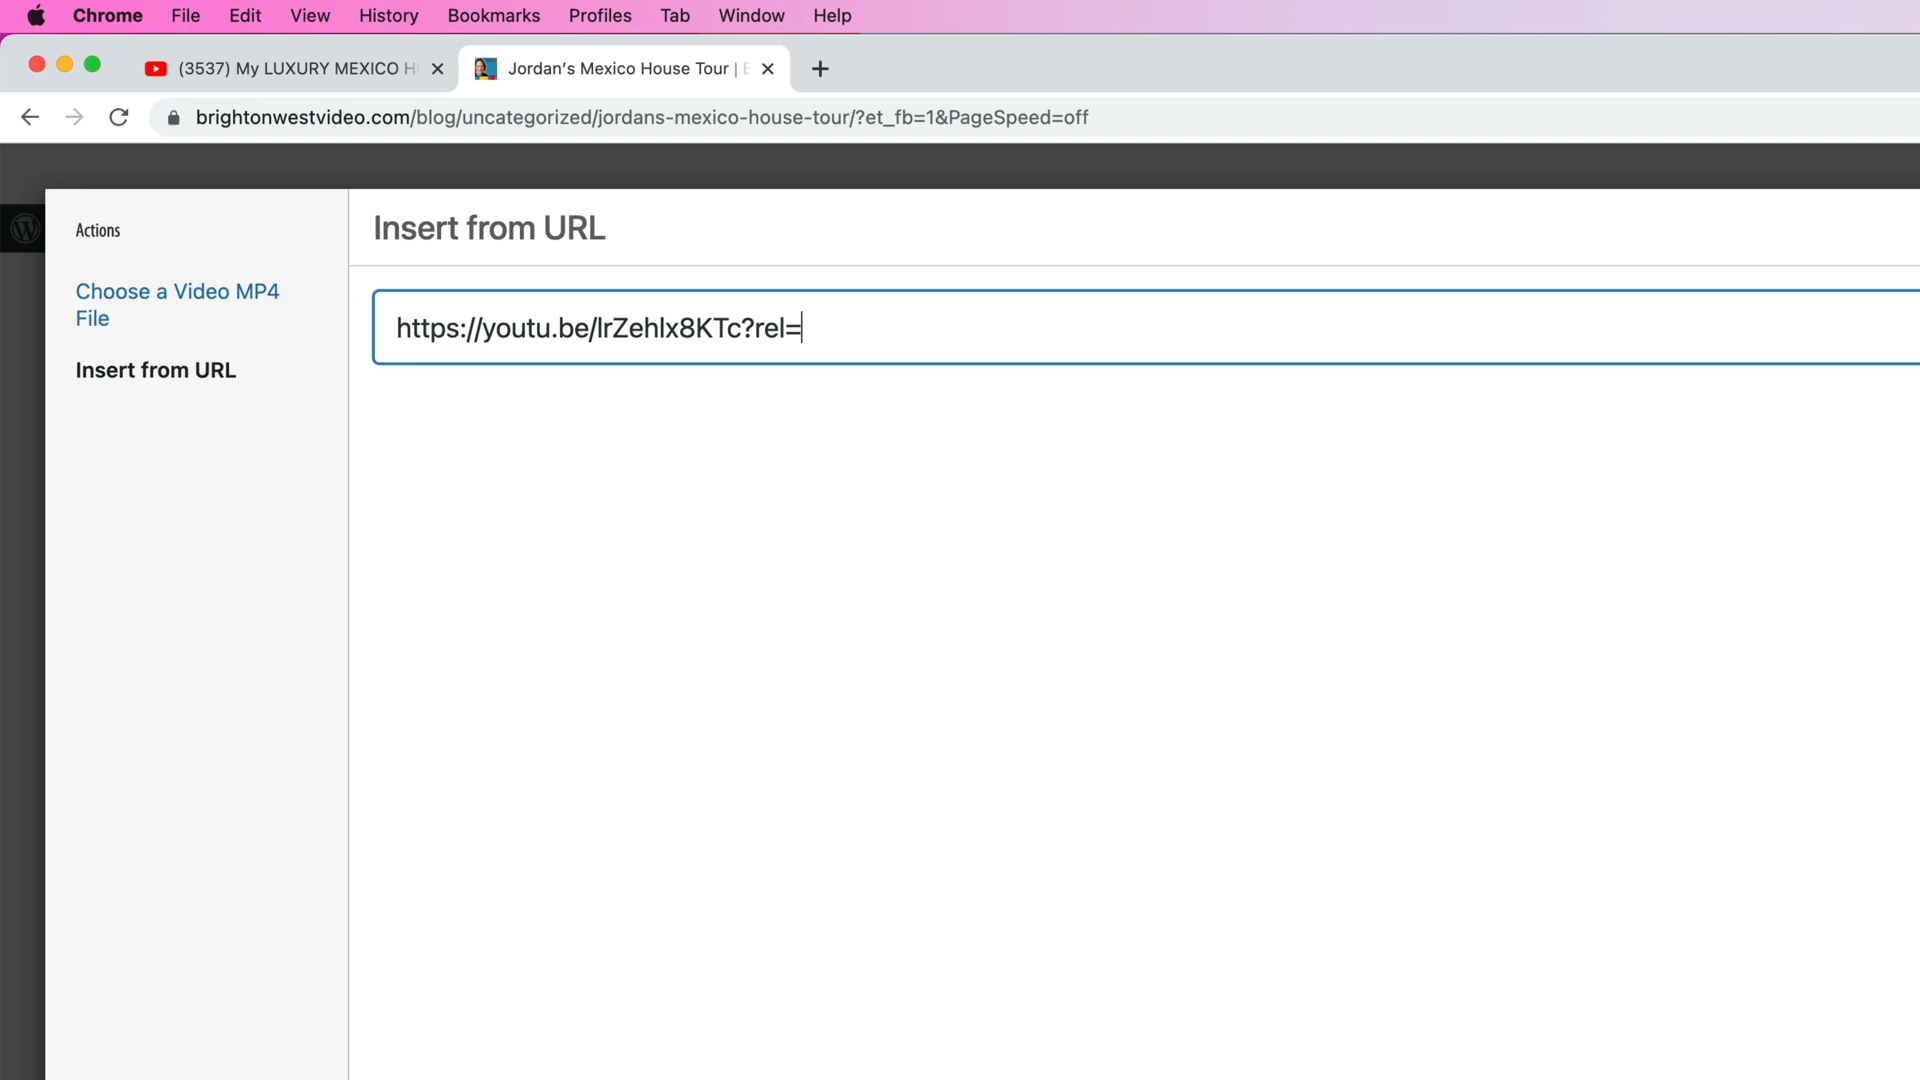 Chrome File Edit View History Bookmarks Profiles Tab Window Help
(3537) My LUXURY MEXICO H
Jordan's Mexico House Tour |
brightonwestvideo.com/blog/uncategorized/jordans-mexico-house-tour/?et_fb=1&PageSpeed=off
Actions
Choose a Video MP4
File
Insert from URL
Insert from URL
https://youtu.be/lrZehlx8KTc?rel=